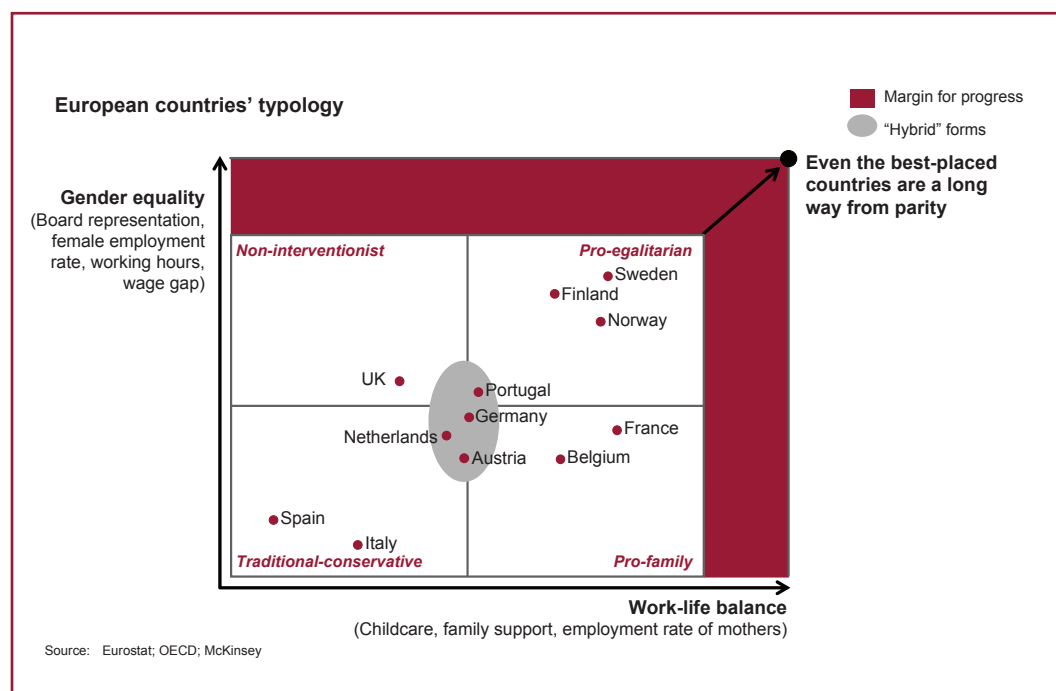 European countries’ typology
Margin for progress
“Hybrid” forms
Even the best-placed
countries are a long
way from parity
Gender equality
(Board representation,
female employment
rate, working hours,
wage gap)
Non-interventionist
Pro-egalitarian
Sweden
Finland
Norway
UK
Portugal
Germany
Netherlands
France
Austria
Belgium
Spain
Italy
Traditional-conservative
Pro-family
Work-life balance
(Childcare, family support, employment rate of mothers)
Source: Eurostat; OECD; McKinsey